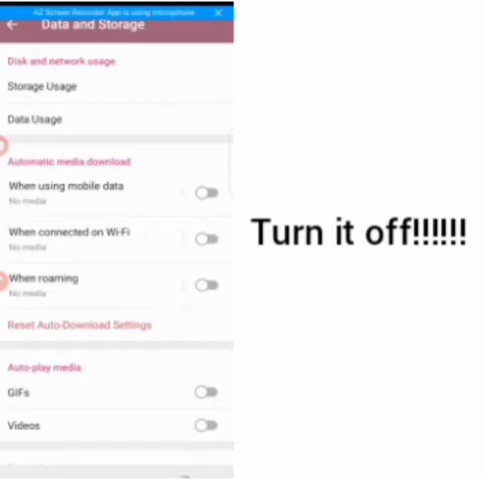 AZ Screen Recorder App is using microphone
Data and Storage
Disk and network usage
Storage Usage
Data Usage
Automatic media download
When using mobile data
No media
When connected on Wi-Fi
No media
When roaming
No media
Reset Auto-Download Settings
Auto-play media
GIFs
Videos
Turn it off!!!!!!